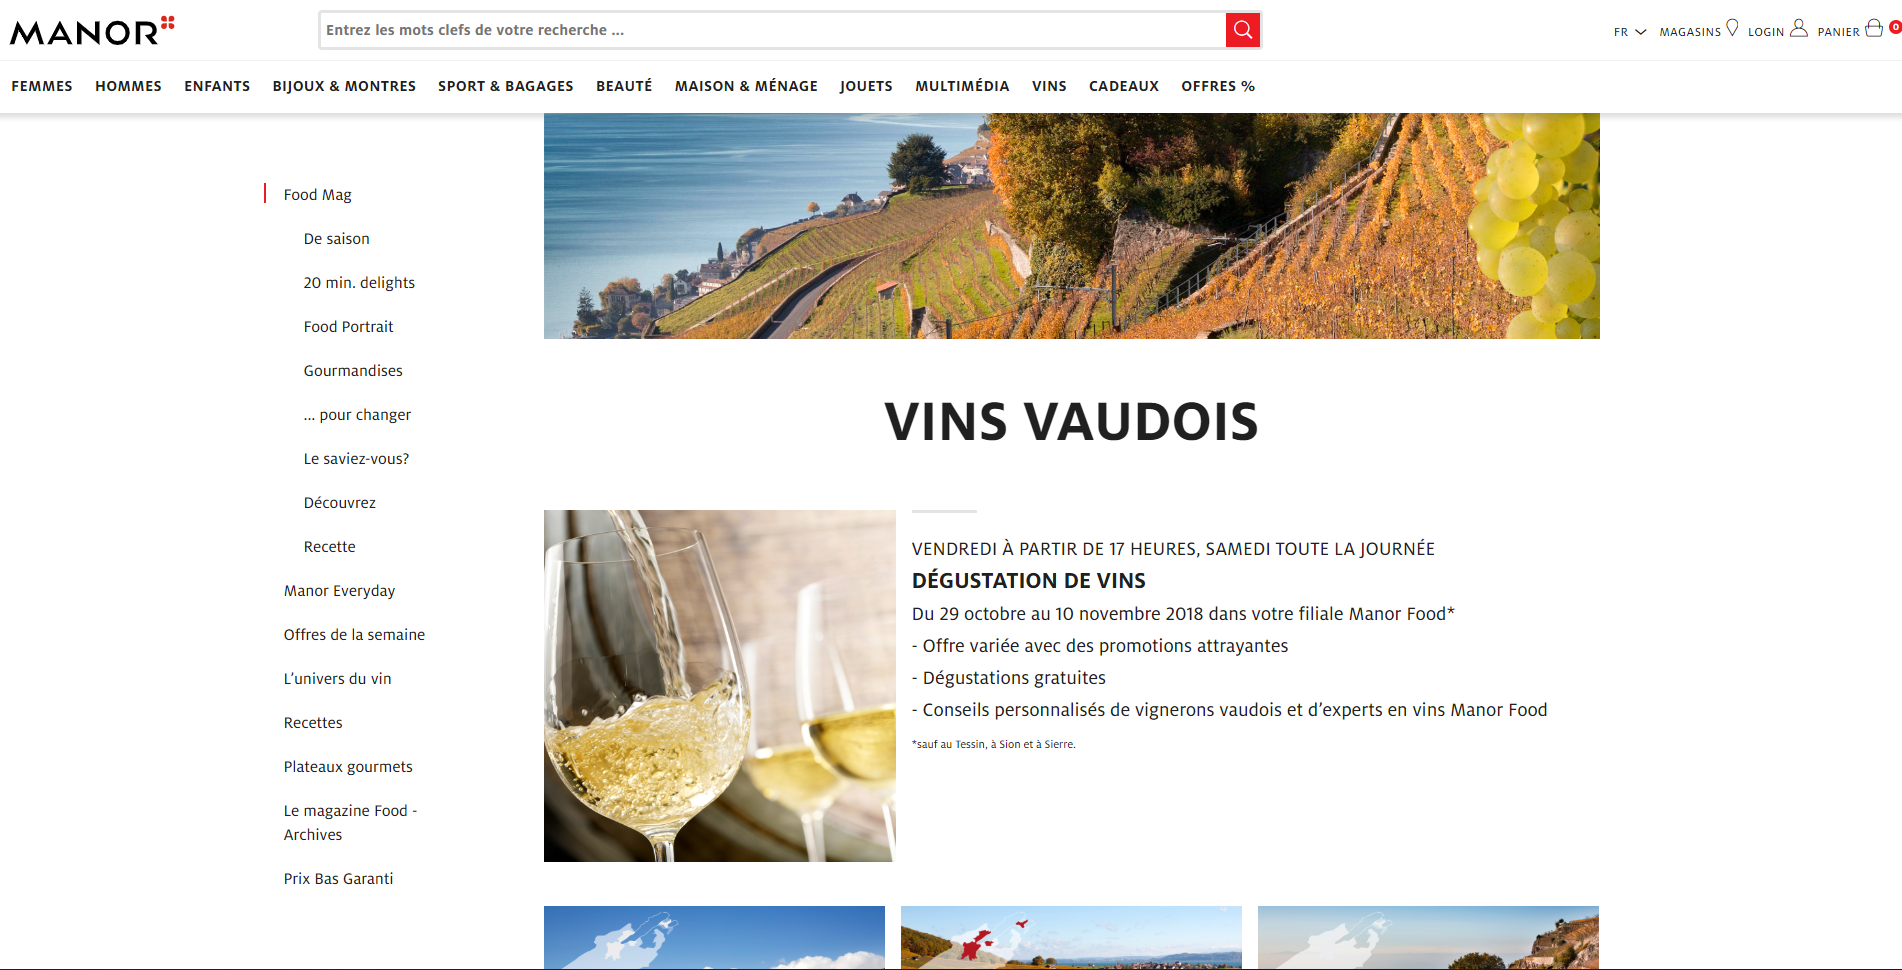 MANOR
Entrez les mots clefs de votre recherche ...
FR MAGASINS LOGIN PANIER 0
FEMMES HOMMES ENFANTS BIJOUX & MONTRES SPORT & BAGAGES BEAUTÉ MAISON & MÉNAGE JOUETS MULTIMÉDIA VINS CADEAUX OFFRES %
Food Mag
De saison
20 min. delights
Food Portrait
Gourmandises
... pour changer
Le saviez-vous?
Découvrez
Recette
Manor Everyday
Offres de la semaine
L'univers du vin
Recettes
Plateaux gourmets
Le magazine Food -
Archives
Prix Bas Garanti
VINS VAUDOIS
VENDREDI À PARTIR DE 17 HEURES, SAMEDI TOUTE LA JOURNÉE
DÉGUSTATION DE VINS
Du 29 octobre au 10 novembre 2018 dans votre filiale Manor Food*
- Offre variée avec des promotions attrayantes
- Dégustations gratuites
- Conseils personnalisés de vignerons vaudois et d'experts en vins Manor Food
*sauf au Tessin, à Sion et à Sierre.